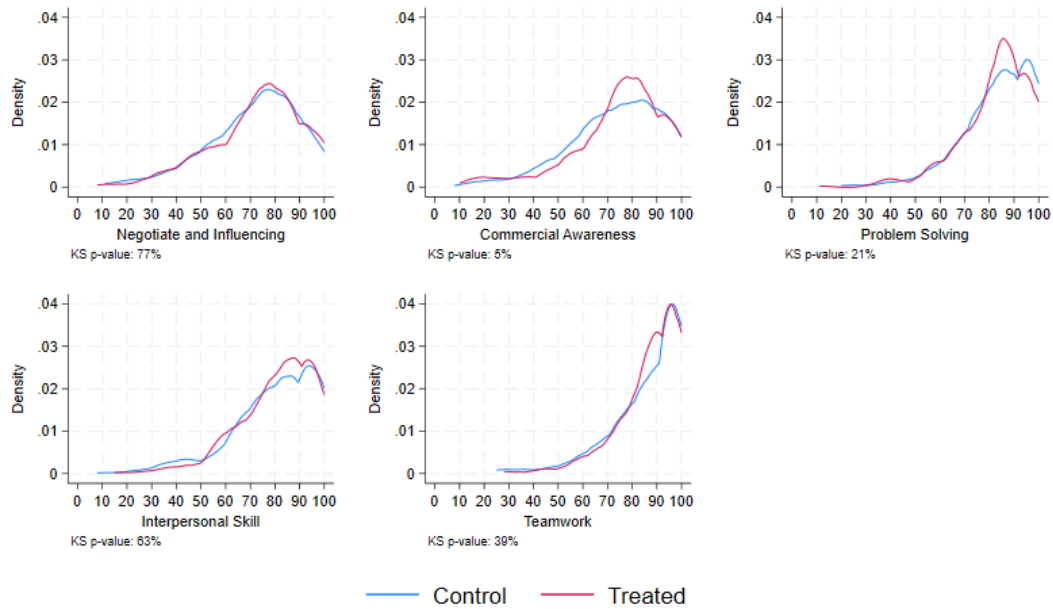 .04
.03
.02
.01
0
Density
0 10 20 30 40 50 60 70 80 90 100
Negotiate and Influencing
KS p-value: 77%
.04
.03
.02
.01
0
Density
0 10 20 30 40 50 60 70 80 90 100
Commercial Awareness
KS p-value: 5%
.04
.03
.02
.01
0
Density
0 10 20 30 40 50 60 70 80 90 100
Problem Solving
KS p-value: 21%
.04
.03
.02
.01
0
Density
0 10 20 30 40 50 60 70 80 90 100
Interpersonal Skill
KS p-value: 63%
.04
.03
.02
.01
0
Density
0 10 20 30 40 50 60 70 80 90 100
Teamwork
KS p-value: 39%
Control Treated